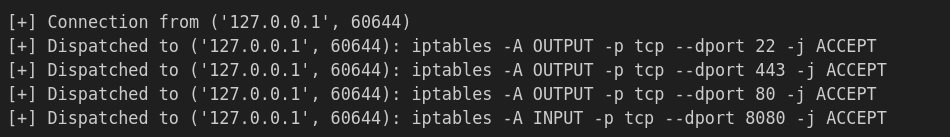 [+] Connection from ('127.0.0.1', 60644)
[+] Dispatched to ('127.0.0.1', 60644): iptables -A OUTPUT -p tcp --dport 22 -j ACCEPT
[+] Dispatched to ('127.0.0.1', 60644): iptables -A OUTPUT -p tcp --dport 443 -j ACCEPT
[+] Dispatched to ('127.0.0.1', 60644): iptables -A OUTPUT -p tcp --dport 80 -j ACCEPT
[+] Dispatched to ('127.0.0.1', 60644): iptables -A INPUT -p tcp --dport 8080 -j ACCEPT